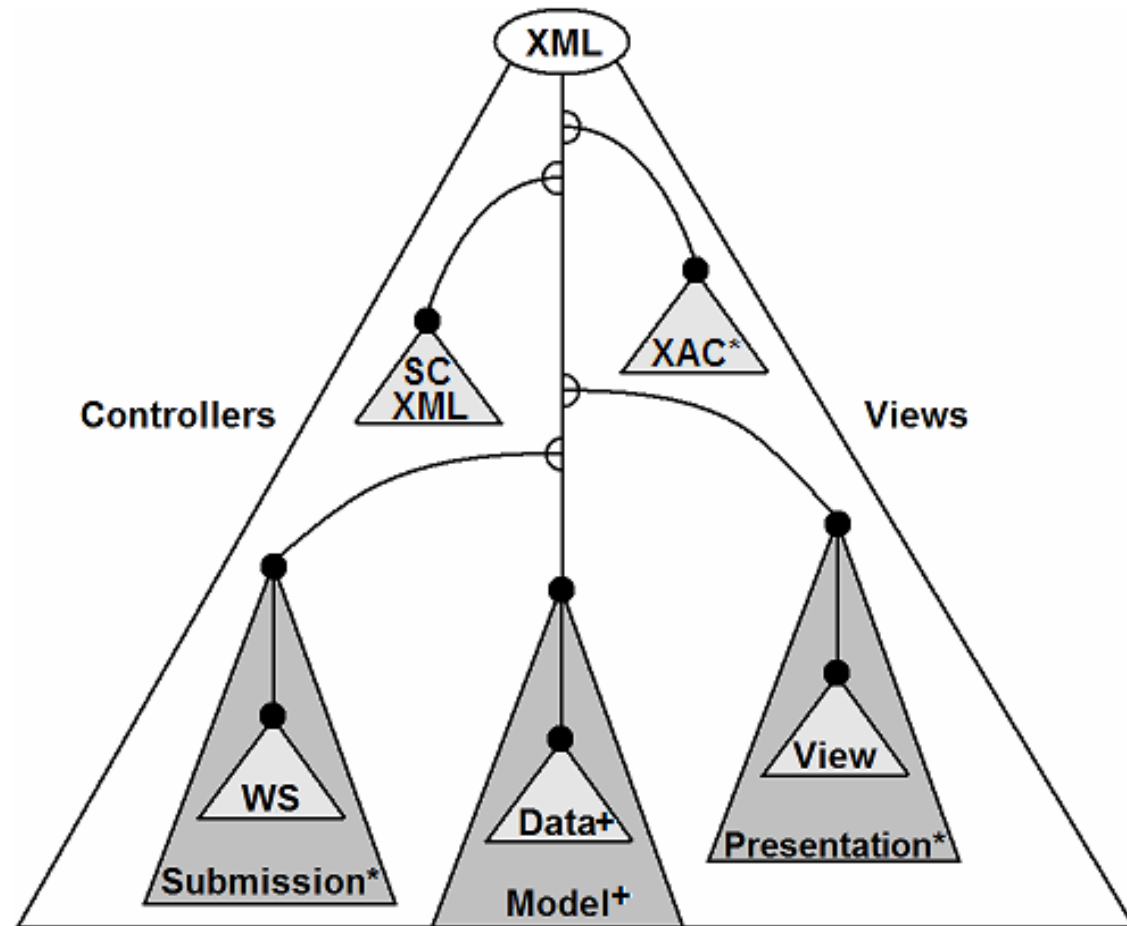 XML
XAC*
SC
XML
Controllers
Views
View
WS
Data+
Presentation*
Submission*
Model+